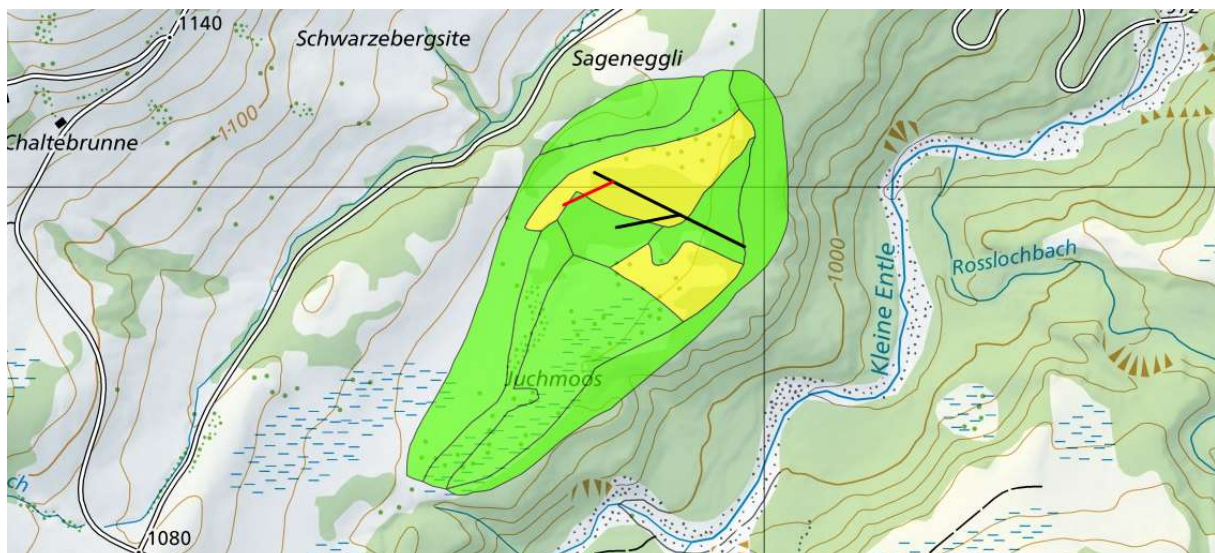 1140
Schwarzebergsite
Sageneggli
1100
Chaltebrunne
1000
Kleine Entle
Rosslochbach
Juchmoos
ch
1080